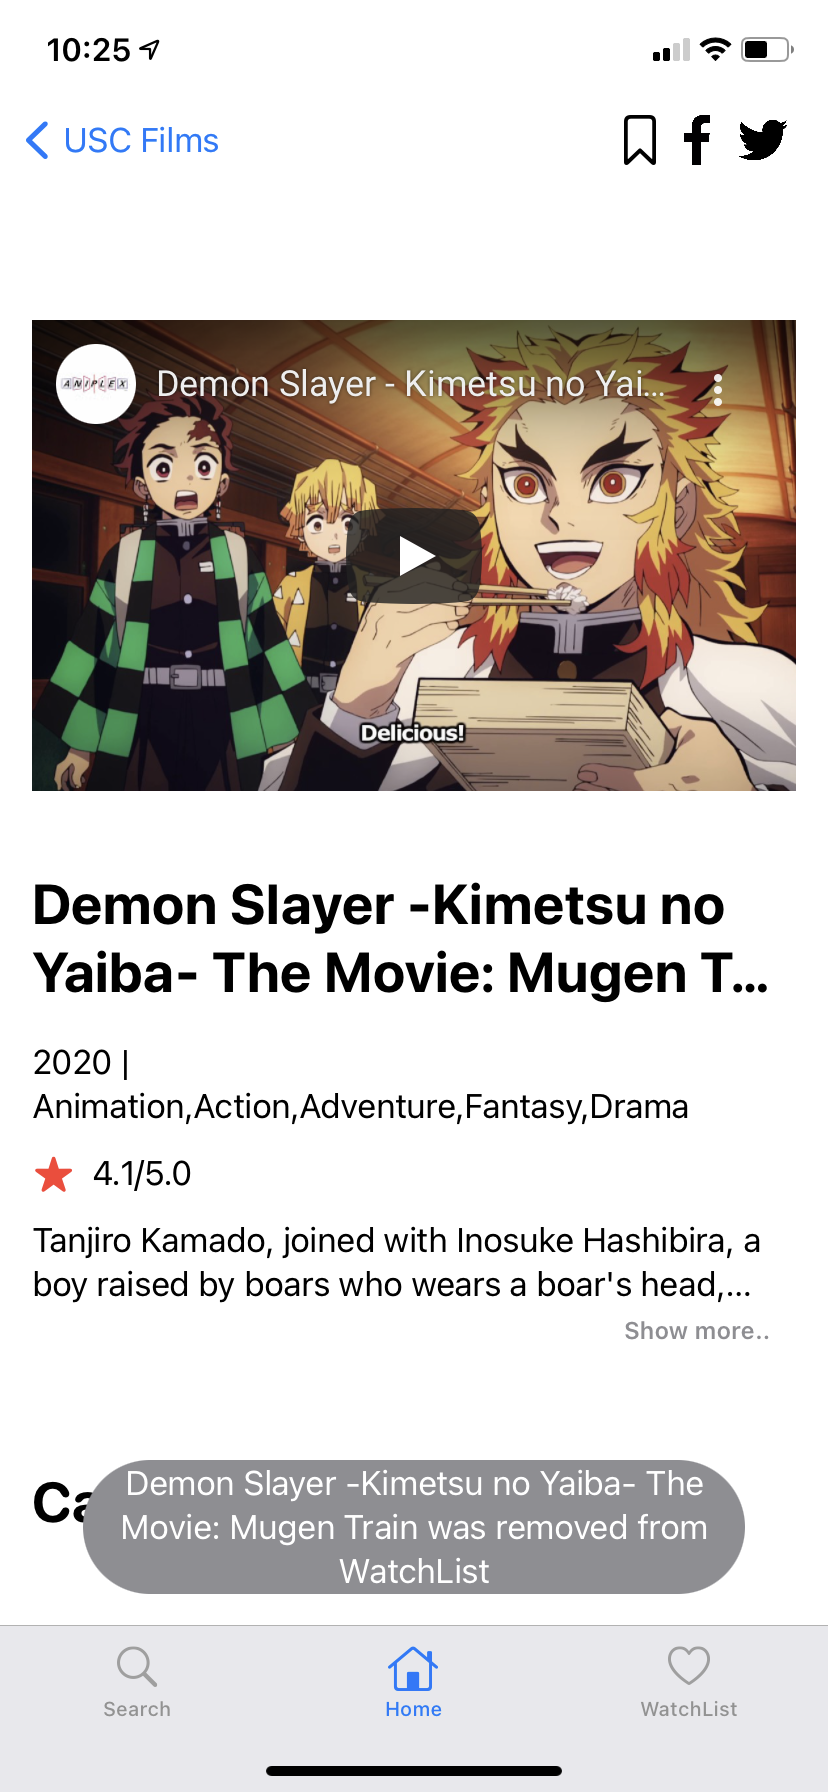 10:25
USC Films
ANIPLEX
Demon Slayer - Kimetsu no Yai...
Delicious!
Demon Slayer -Kimetsu no
Yaiba- The Movie: Mugen T...
2020 |
Animation,Action,Adventure,Fantasy,Drama
4.1/5.0
Tanjiro Kamado, joined with Inosuke Hashibira, a
boy raised by boars who wears a boar's head,...
Show more..
Demon Slayer -Kimetsu no Yaiba- The
Movie: Mugen Train was removed from
WatchList
Search
Home
WatchList